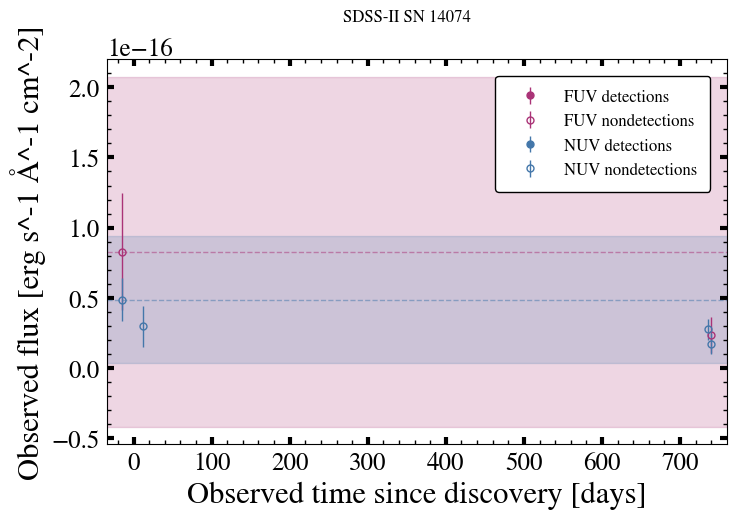 SDSS-II SN 14074
1e−16
Observed flux [erg s^-1 Å^-1 cm^-2]
2.0
1.5
1.0
0.5
0.0
−0.5
FUV detections
FUV nondetections
NUV detections
NUV nondetections
0 100 200 300 400 500 600 700
Observed time since discovery [days]